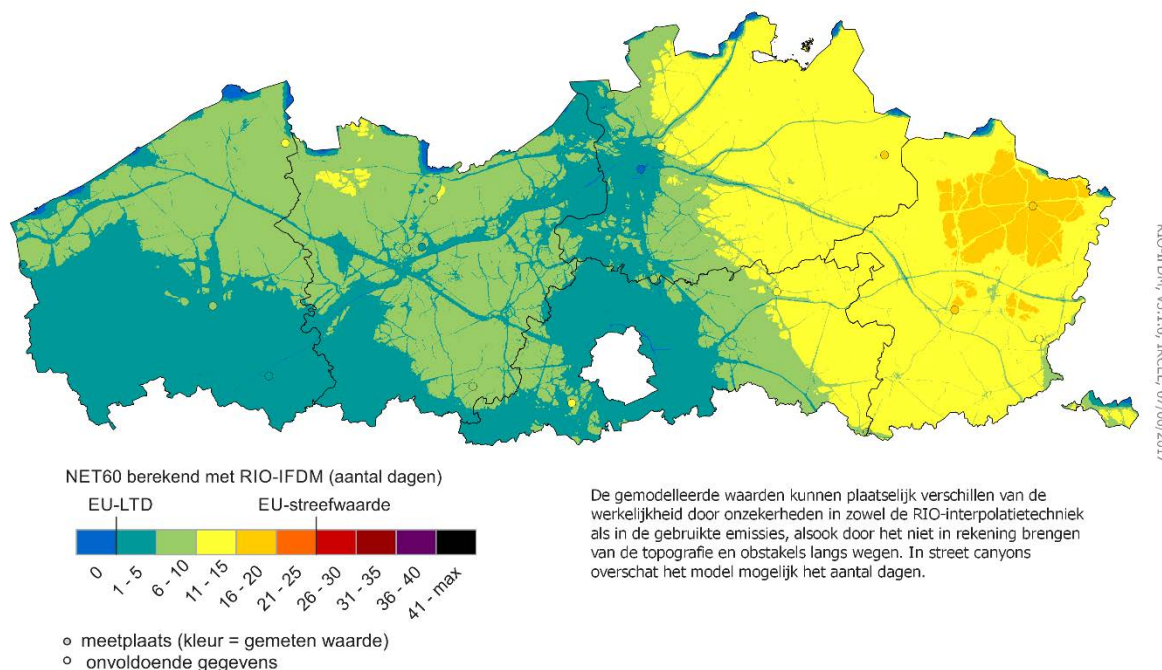 NET60 berekend met RIO-IFDM (aantal dagen)
EU-LTD EU-streefwaarde
0 1 - 5 6 - 10 11 - 15 16 - 20 21 - 25 26 - 30 31 - 35 36 - 40 41 - max
meetplaats (kleur = gemeten waarde)
onvoldoende gegevens
De gemodelleerde waarden kunnen plaatselijk verschillen van de
werkelijkheid door onzekerheden in zowel de RIO-interpolatietechniek
als in de gebruikte emissies, alsook door het niet in rekening brengen
van de topografie en obstakels langs wegen. In street canyons
overschat het model mogelijk het aantal dagen.